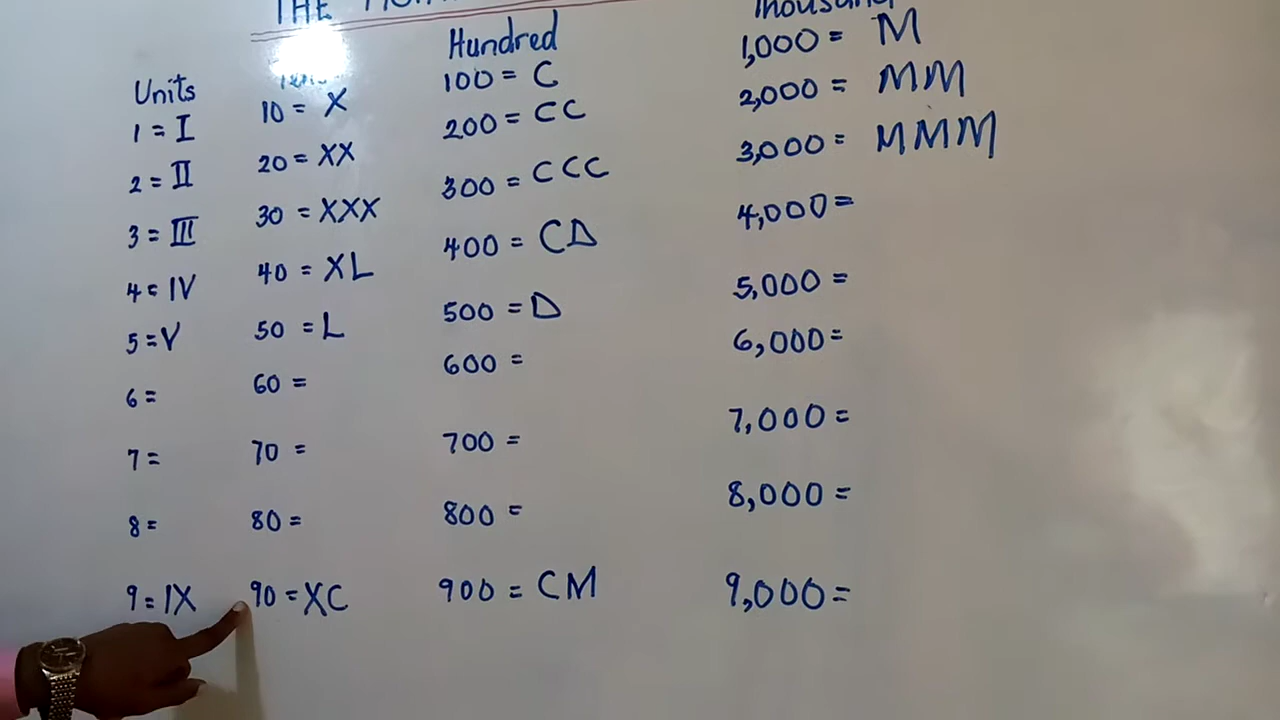 THE
Units
1 = I
2 = II
3 = III
4 = IV
5 = V
6 =
7 =
8 =
9 = IX
10 = X
20 = XX
30 = XXX
40 = XL
50 = L
60 =
70 =
80 =
90 = XC
Hundred
100 = C
200 = CC
300 = CCC
400 = CD
500 = D
600 =
700 =
800 =
900 = CM
1,000 = M
2,000 = MM
3,000 = MMM
4,000 =
5,000 =
6,000 =
7,000 =
8,000 =
9,000 =